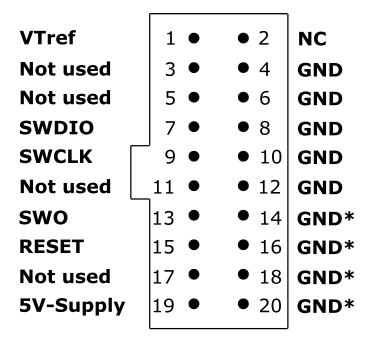 VTref 1 2 NC
Not used 3 4 GND
Not used 5 6 GND
SWDIO 7 8 GND
SWCLK 9 10 GND
Not used 11 12 GND
SWO 13 14 GND*
RESET 15 16 GND*
Not used 17 18 GND*
5V-Supply 19 20 GND*